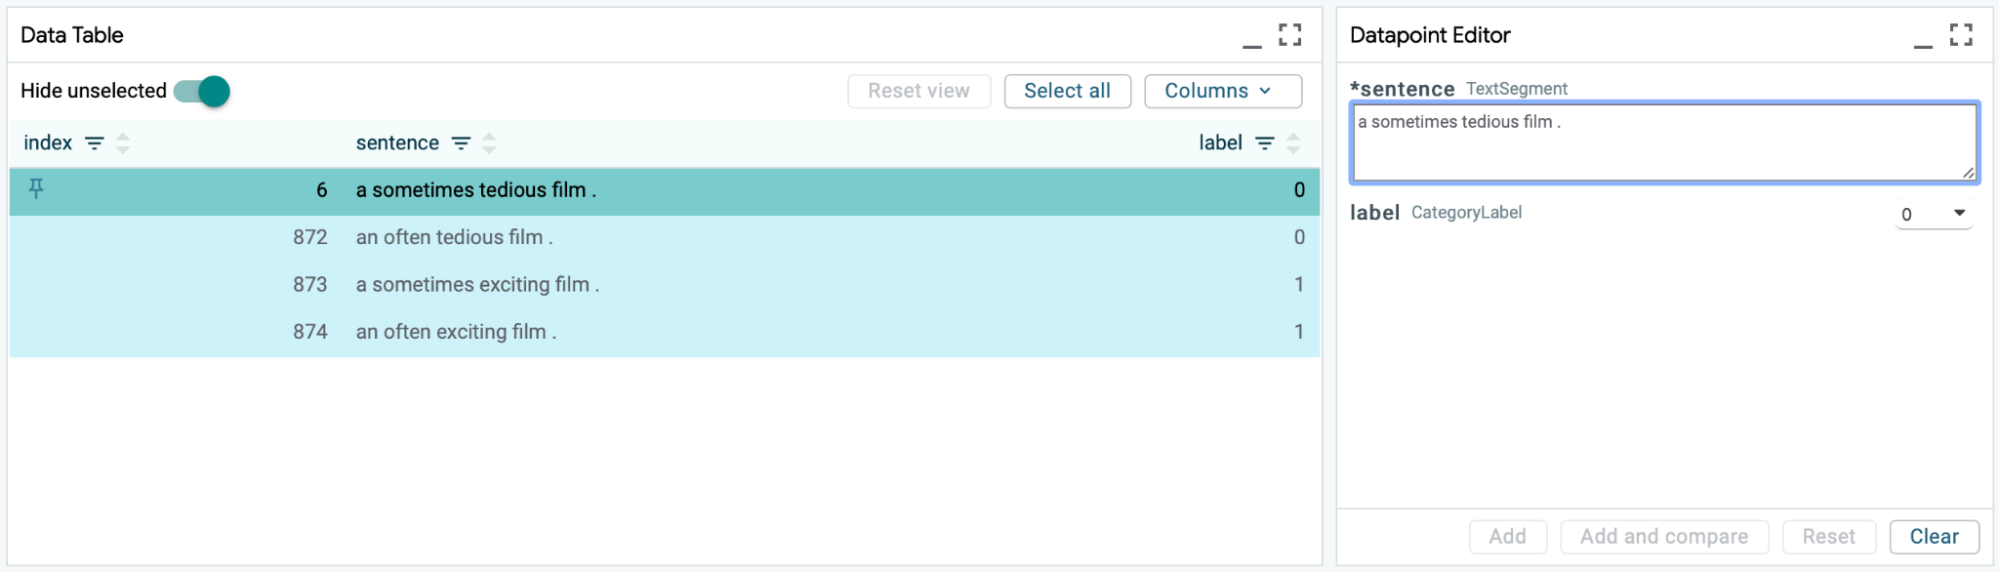 Data Table
Hide unselected
Reset view
Select all
Columns
index
sentence
label
6 a sometimes tedious film . 0
872 an often tedious film . 0
873 a sometimes exciting film . 1
874 an often exciting film . 1
Datapoint Editor
*sentence TextSegment
a sometimes tedious film .
label CategoryLabel 0
Add
Add and compare
Reset
Clear